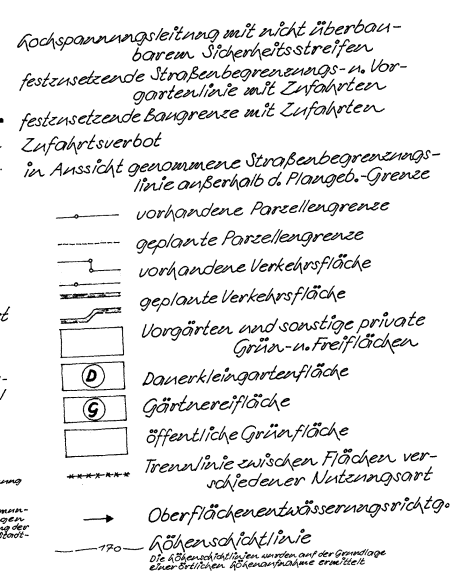 Hochspannungsleitung mit nicht überbau-
barem Sicherheitsstreifen
festzusetzende Straßenbegrenzungs- u. Vor-
gartenlinie mit Zufahrten
festzusetzende Baugrenze mit Zufahrten
Zufahrtsverbot
in Aussicht genommene Straßenbegrenzungs-
linie außerhalb d. Plangeb.-Grenze
vorhandene Parzellengrenze
geplante Parzellengrenze
vorhandene Verkehrsfläche
geplante Verkehrsfläche
Vorgärten und sonstige private
Grün- u. Freiflächen
D Dauerkleingartenfläche
G Gärtnereifläche
öffentliche Grünfläche
Trennlinie zwischen Flächen ver-
schiedener Nutzungsart
Oberflächenentwässerungsrichtg.
170 Höhenschichtlinie
Die Höhenschichtlinien wurden auf der Grundlage
einer örtlichen Höhenaufnahme ermittelt